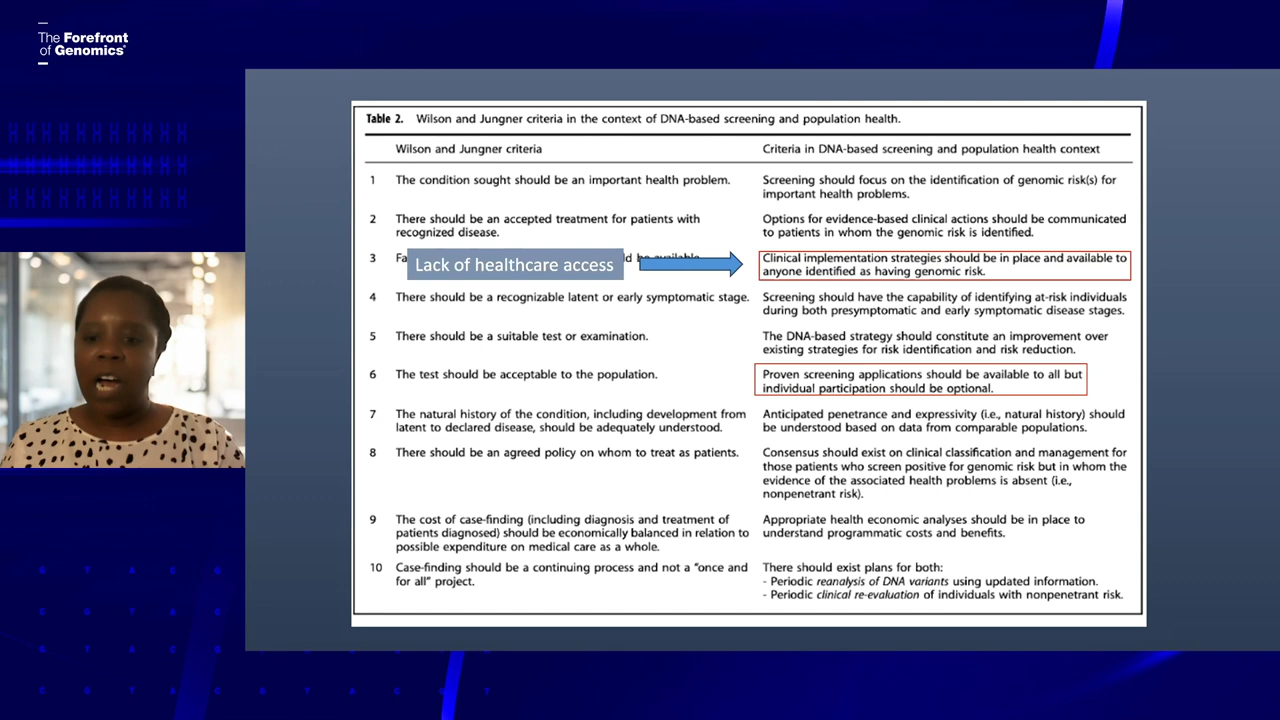 The Forefront
of Genomics®
Table 2. Wilson and Jungner criteria in the context of DNA-based screening and population health.
Wilson and Jungner criteria
Criteria in DNA-based screening and population health context
1 The condition sought should be an important health problem.
Screening should focus on the identification of genomic risk(s) for
important health problems.
2 There should be an accepted treatment for patients with
recognized disease.
Options for evidence-based clinical actions should be communicated
to patients in whom the genomic risk is identified.
3
Lack of healthcare access
Clinical implementation strategies should be in place and available to
anyone identified as having genomic risk.
4 There should be a recognizable latent or early symptomatic stage.
Screening should have the capability of identifying at-risk individuals
during both presymptomatic and early symptomatic disease stages.
5 There should be a suitable test or examination.
The DNA-based strategy should constitute an improvement over
existing strategies for risk identification and risk reduction.
6 The test should be acceptable to the population.
Proven screening applications should be available to all but
individual participation should be optional.
7 The natural history of the condition, including development from
latent to declared disease, should be adequately understood.
Anticipated penetrance and expressivity (i.e., natural history) should
be understood based on data from comparable populations.
8 There should be an agreed policy on whom to treat as patients.
Consensus should exist on clinical classification and management for
those patients who screen positive for genomic risk but in whom the
evidence of the associated health problems is absent (i.e.,
nonpenetrant risk).
9 The cost of case-finding (including diagnosis and treatment of
patients diagnosed) should be economically balanced in relation to
possible expenditure on medical care as a whole.
Appropriate health economic analyses should be in place to
understand programmatic costs and benefits.
10 Case-finding should be a continuing process and not a "once and
for all" project.
There should exist plans for both:
- Periodic reanalysis of DNA variants using updated information.
- Periodic clinical re-evaluation of individuals with nonpenetrant risk.